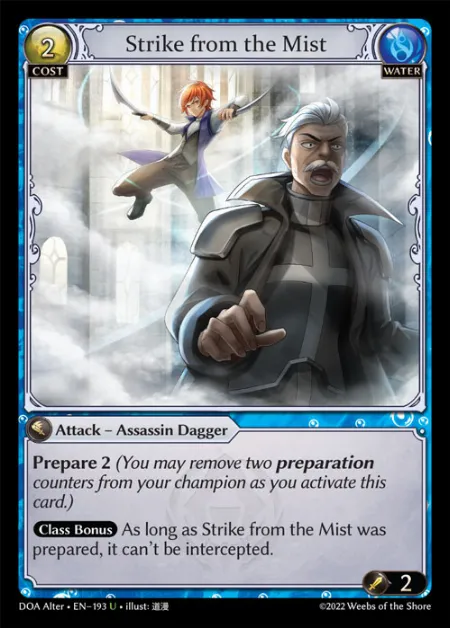 2
Strike from the Mist
COST
WATER
Attack – Assassin Dagger
Prepare 2 (You may remove two preparation
counters from your champion as you activate this
card.)
Class Bonus As long as Strike from the Mist was
prepared, it can't be intercepted.
2
DOA Alter • EN-193 U • illust: 道漫
©2022 Weebs of the Shore